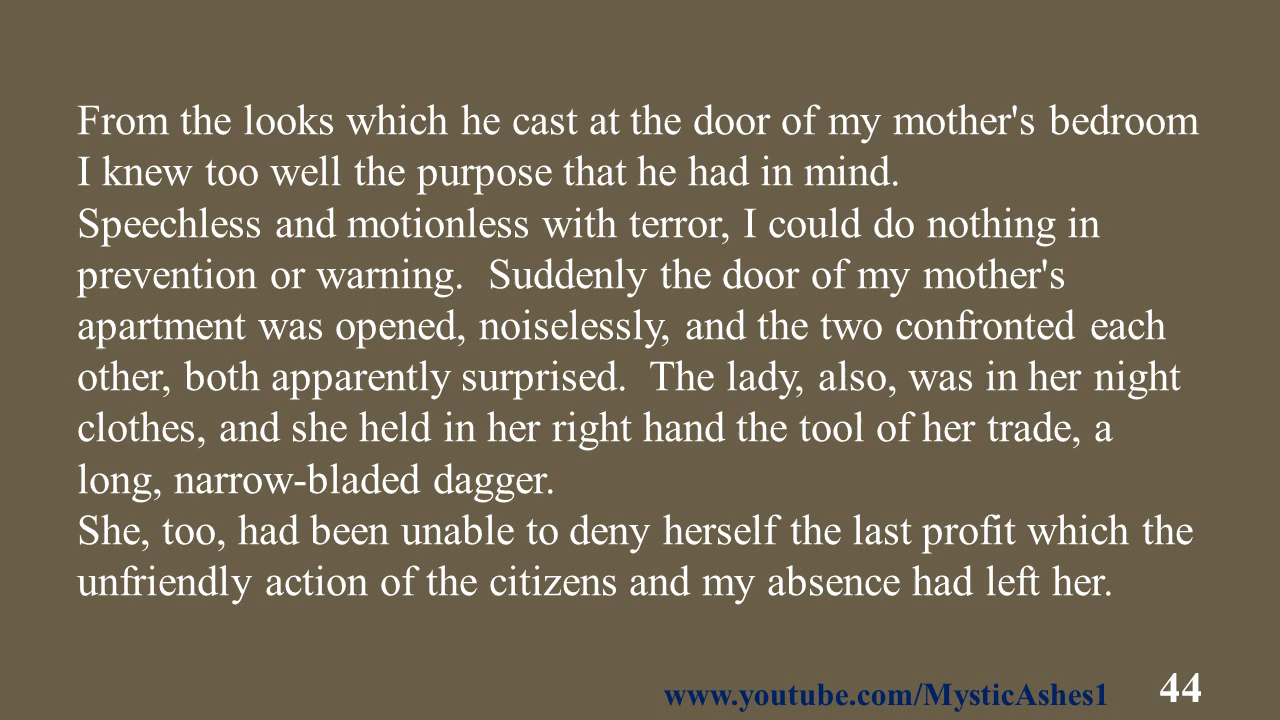 From the looks which he cast at the door of my mother's bedroom
I knew too well the purpose that he had in mind.
Speechless and motionless with terror, I could do nothing in
prevention or warning.  Suddenly the door of my mother's
apartment was opened, noiselessly, and the two confronted each
other, both apparently surprised.  The lady, also, was in her night
clothes, and she held in her right hand the tool of her trade, a
long, narrow-bladed dagger.
She, too, had been unable to deny herself the last profit which the
unfriendly action of the citizens and my absence had left her.
www.youtube.com/MysticAshes1
44